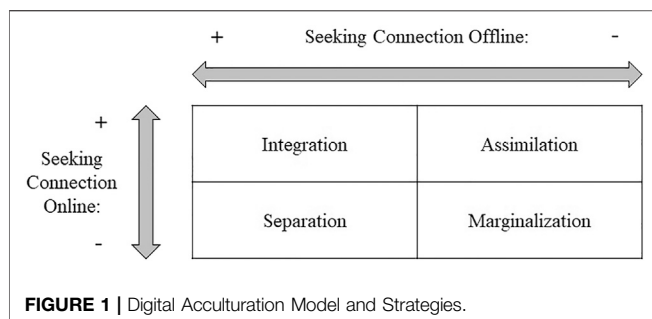 + Seeking Connection Offline: -
+
Seeking
Connection
Online:
-
Integration Assimilation
Separation Marginalization
FIGURE 1 | Digital Acculturation Model and Strategies.